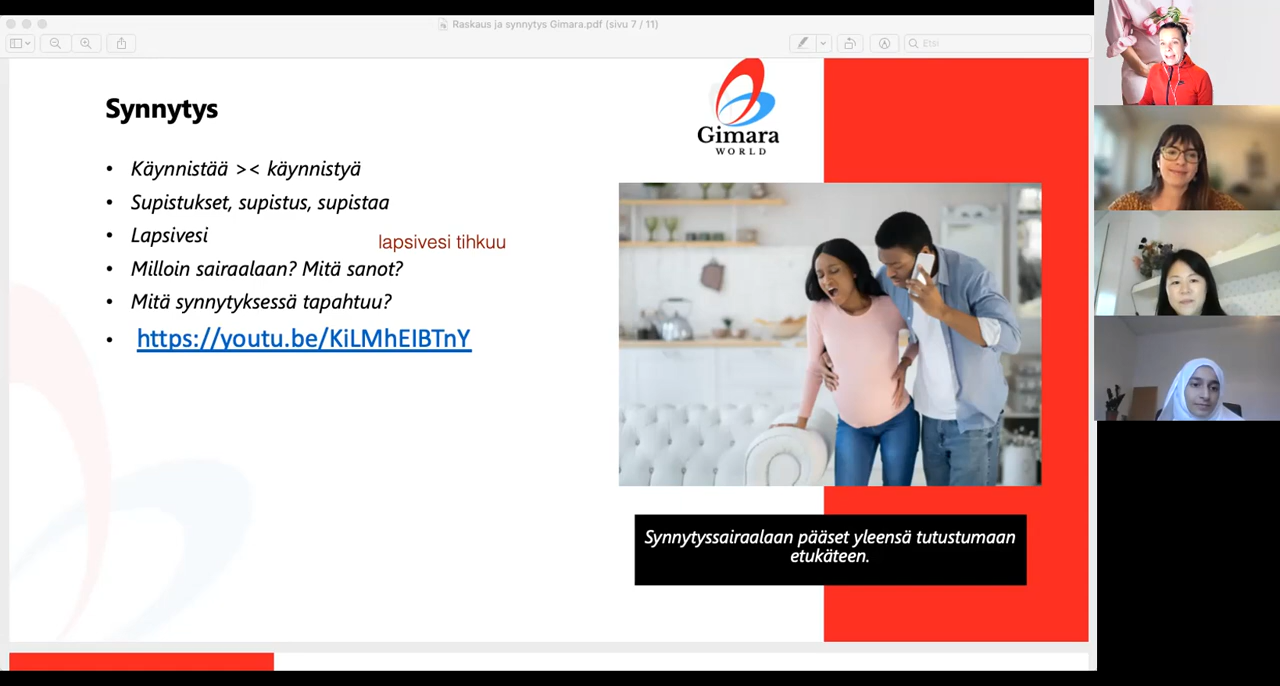 Raskaus ja synnytys Gimara.pdf (sivu 7 / 11)
Etsi
Synnytys
Gimara
WORLD
• Käynnistää >< käynnistyä
• Supistukset, supistus, supistaa
• Lapsivesi
lapsivesi tihkuu
• Milloin sairaalaan? Mitä sanot?
• Mitä synnytyksessä tapahtuu?
• https://youtu.be/KiLMhEIBTnY
Synnytyssairaalaan pääset yleensä tutustumaan
etukäteen.